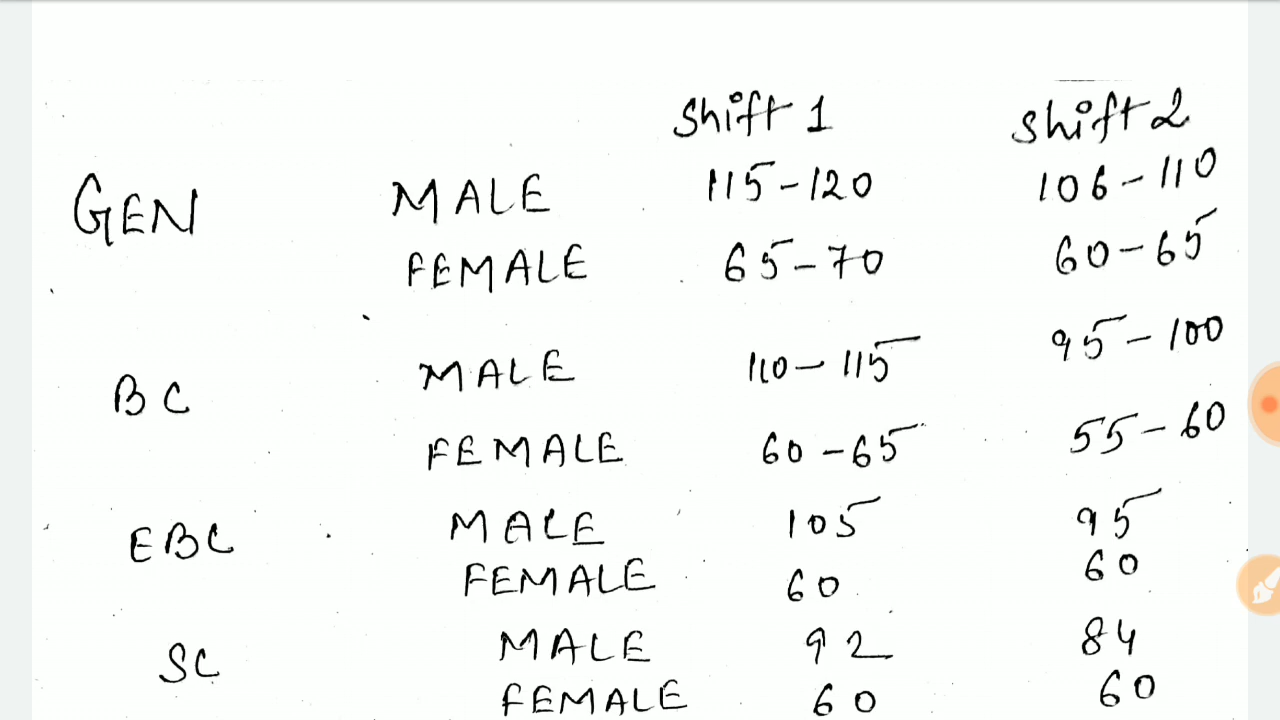 Shift 1 Shift 2
GEN MALE 115-120 106-110
FEMALE 65-70 60-65
BC MALE 110-115 95-100
FEMALE 60-65 55-60
EBC MALE 105 95
FEMALE 60 60
SC MALE 92 84
FEMALE 60 60